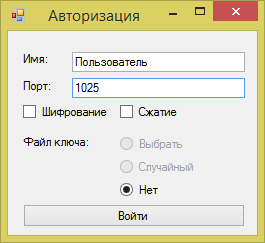 Авторизация
Имя: Пользователь
Порт: 1025
Шифрование Сжатие
Файл ключа: Выбрать
Случайный
Нет
Войти